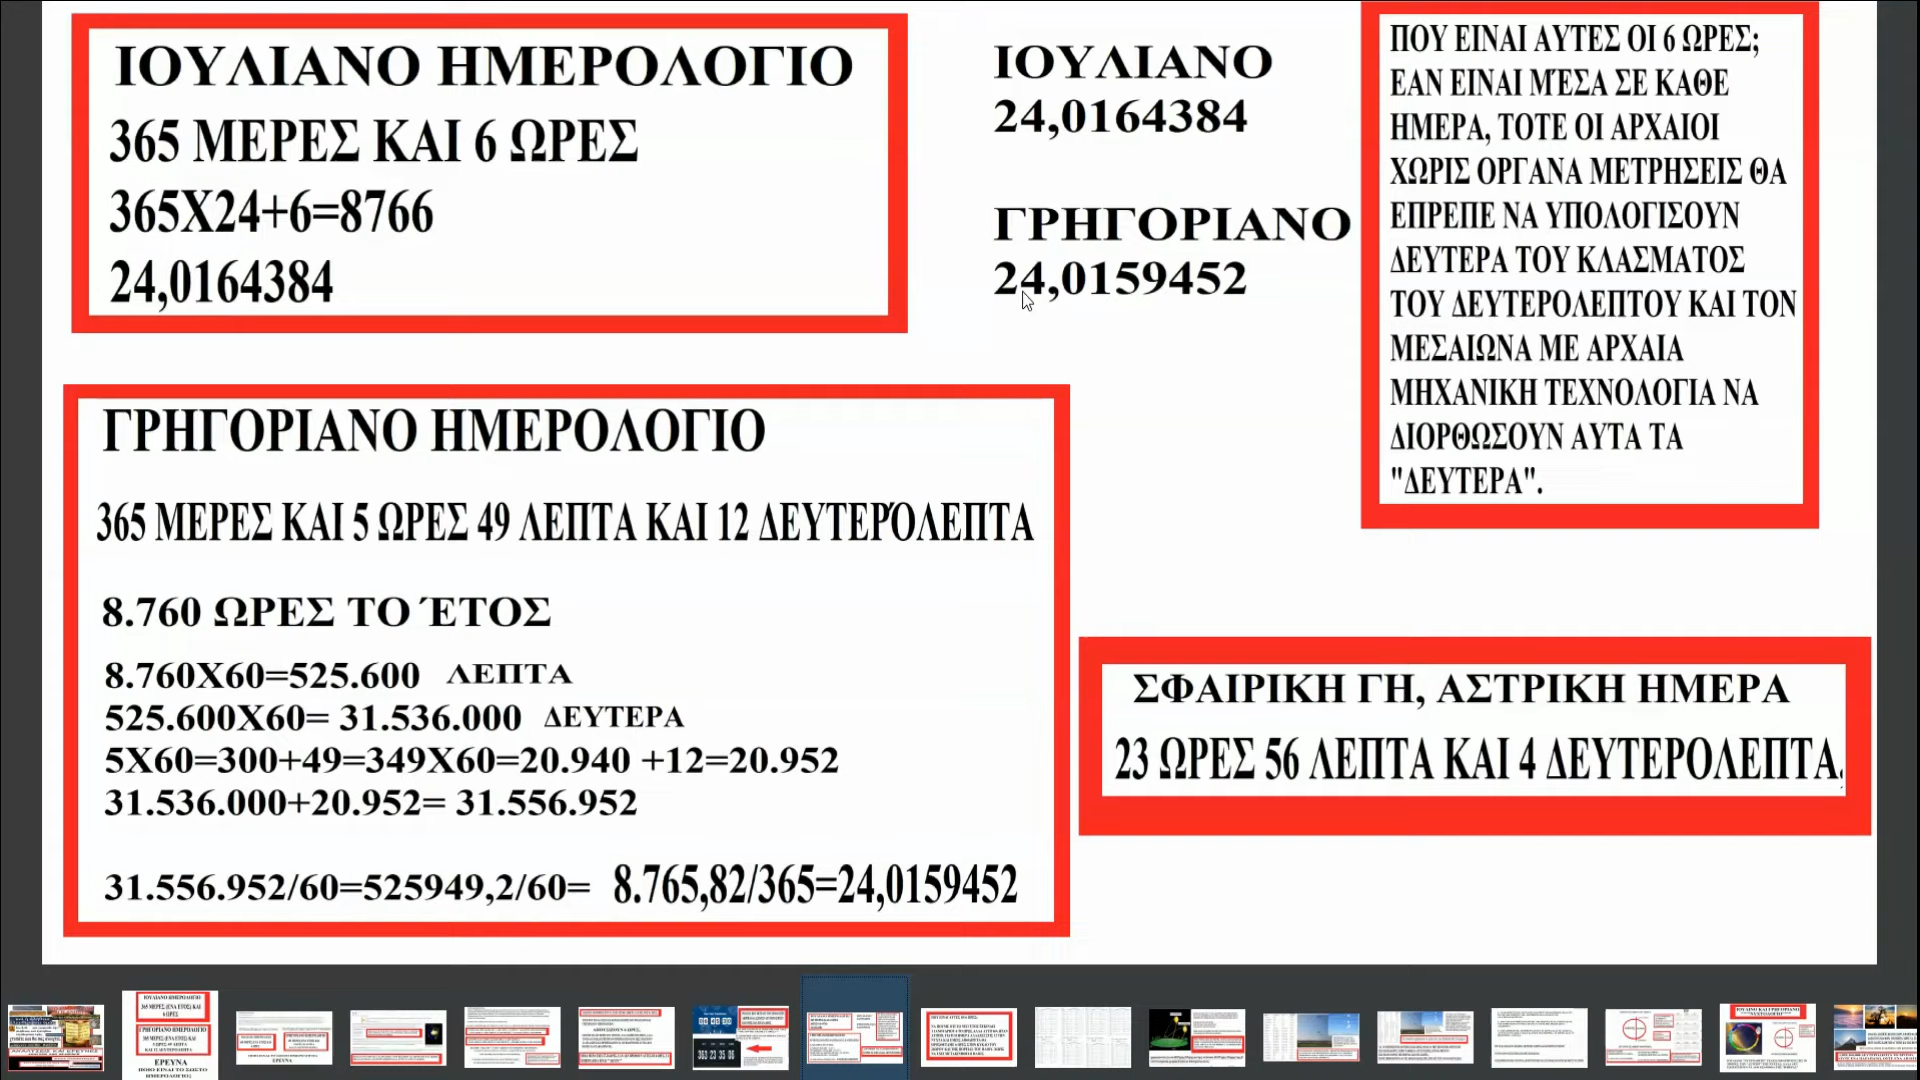 ΙΟΥΛΙΑΝΟ ΗΜΕΡΟΛΟΓΙΟ
365 ΜΕΡΕΣ ΚΑΙ 6 ΩΡΕΣ
365Χ24+6=8766
24,0164384
ΙΟΥΛΙΑΝΟ
24,0164384
ΓΡΗΓΟΡΙΑΝΟ
24,0159452
ΠΟΥ ΕΙΝΑΙ ΑΥΤΕΣ ΟΙ 6 ΩΡΕΣ;
ΕΑΝ ΕΙΝΑΙ ΜΈΣΑ ΣΕ ΚΑΘΕ
ΗΜΕΡΑ, ΤΟΤΕ ΟΙ ΑΡΧΑΙΟΙ
ΧΩΡΙΣ ΟΡΓΑΝΑ ΜΕΤΡΗΣΕΙΣ ΘΑ
ΕΠΡΕΠΕ ΝΑ ΥΠΟΛΟΓΙΣΟΥΝ
ΔΕΥΤΕΡΑ ΤΟΥ ΚΛΑΣΜΑΤΟΣ
ΤΟΥ ΔΕΥΤΕΡΟΛΕΠΤΟΥ ΚΑΙ ΤΟΝ
ΜΕΣΑΙΩΝΑ ΜΕ ΑΡΧΑΙΑ
ΜΗΧΑΝΙΚΗ ΤΕΧΝΟΛΟΓΙΑ ΝΑ
ΔΙΟΡΘΩΣΟΥΝ ΑΥΤΑ ΤΑ
"ΔΕΥΤΕΡΑ".
ΓΡΗΓΟΡΙΑΝΟ ΗΜΕΡΟΛΟΓΙΟ
365 ΜΕΡΕΣ ΚΑΙ 5 ΩΡΕΣ 49 ΛΕΠΤΑ ΚΑΙ 12 ΔΕΥΤΕΡΌΛΕΠΤΑ
8.760 ΩΡΕΣ ΤΟ ΈΤΟΣ
8.760Χ60=525.600 ΛΕΠΤΑ
525.600Χ60= 31.536.000 ΔΕΥΤΕΡΑ
5Χ60=300+49=349Χ60=20.940 +12=20.952
31.536.000+20.952= 31.556.952
31.556.952/60=525949,2/60= 8.765,82/365=24,0159452
ΣΦΑΙΡΙΚΗ ΓΗ, ΑΣΤΡΙΚΗ ΗΜΕΡΑ
23 ΩΡΕΣ 56 ΛΕΠΤΑ ΚΑΙ 4 ΔΕΥΤΕΡΟΛΕΠΤΑ.